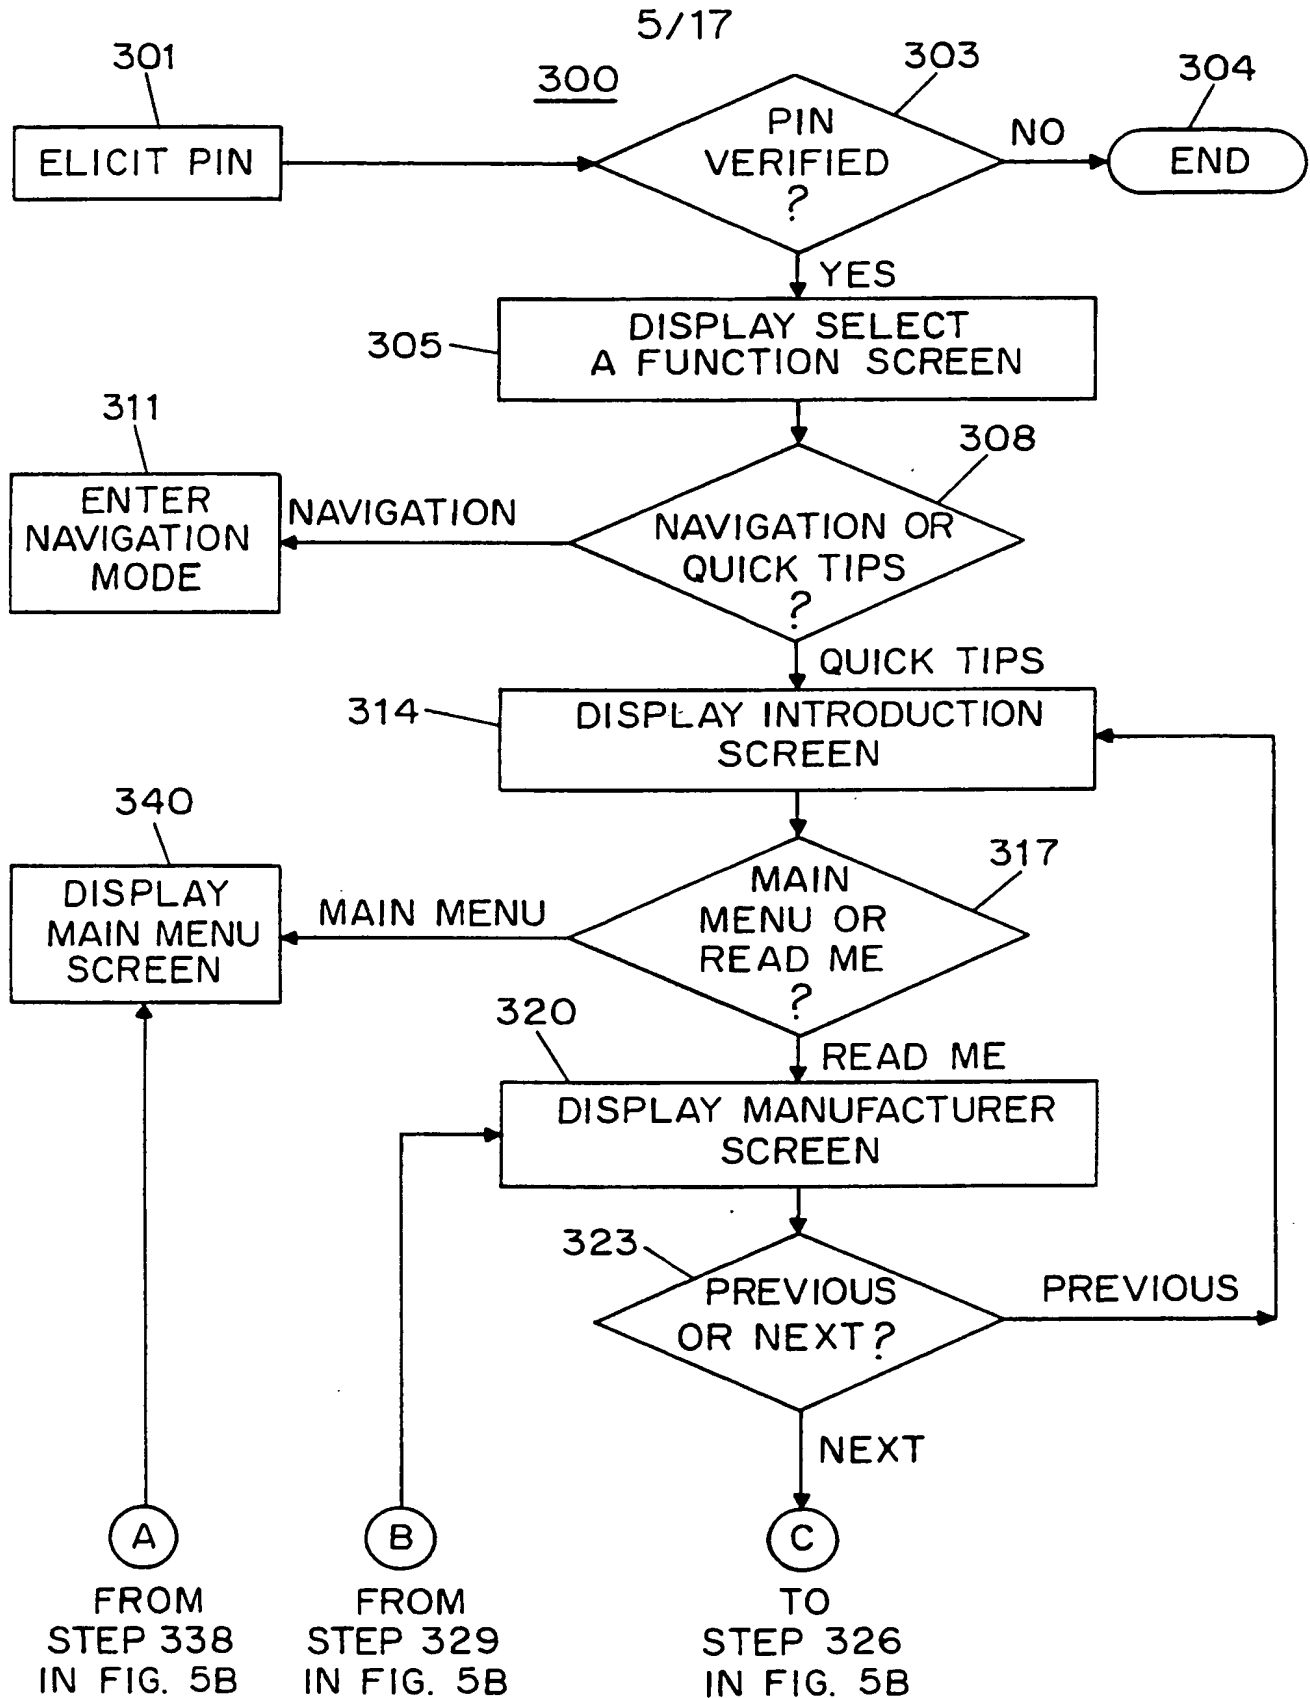 5/17
301
300
303
304
ELICIT PIN
PIN
VERIFIED
?
NO
END
YES
305
DISPLAY SELECT
A FUNCTION SCREEN
311
308
ENTER
NAVIGATION
MODE
NAVIGATION
NAVIGATION OR
QUICK TIPS
?
QUICK TIPS
314
DISPLAY INTRODUCTION
SCREEN
340
317
DISPLAY
MAIN MENU
SCREEN
MAIN MENU
MAIN
MENU OR
READ ME
?
320
READ ME
DISPLAY MANUFACTURER
SCREEN
323
PREVIOUS
OR NEXT?
PREVIOUS
NEXT
A
FROM
STEP 338
IN FIG. 5B
B
FROM
STEP 329
IN FIG. 5B
C
TO
STEP 326
IN FIG. 5B